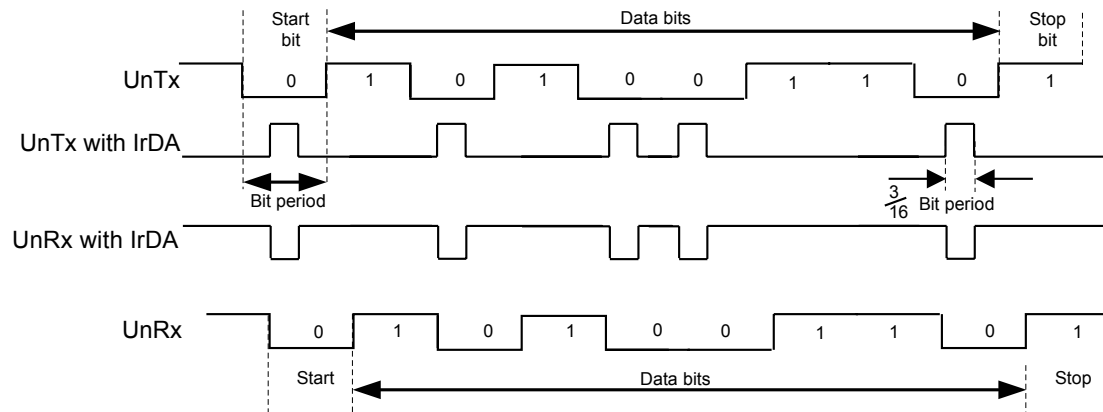 Start
bit
Data bits
Stop
bit
UnTx
0 1 0 1 0 0 1 1 0 1
UnTx with IrDA
Bit period
3/16 Bit period
UnRx with IrDA
UnRx
0 1 0 1 0 0 1 1 0 1
Start
Data bits
Stop